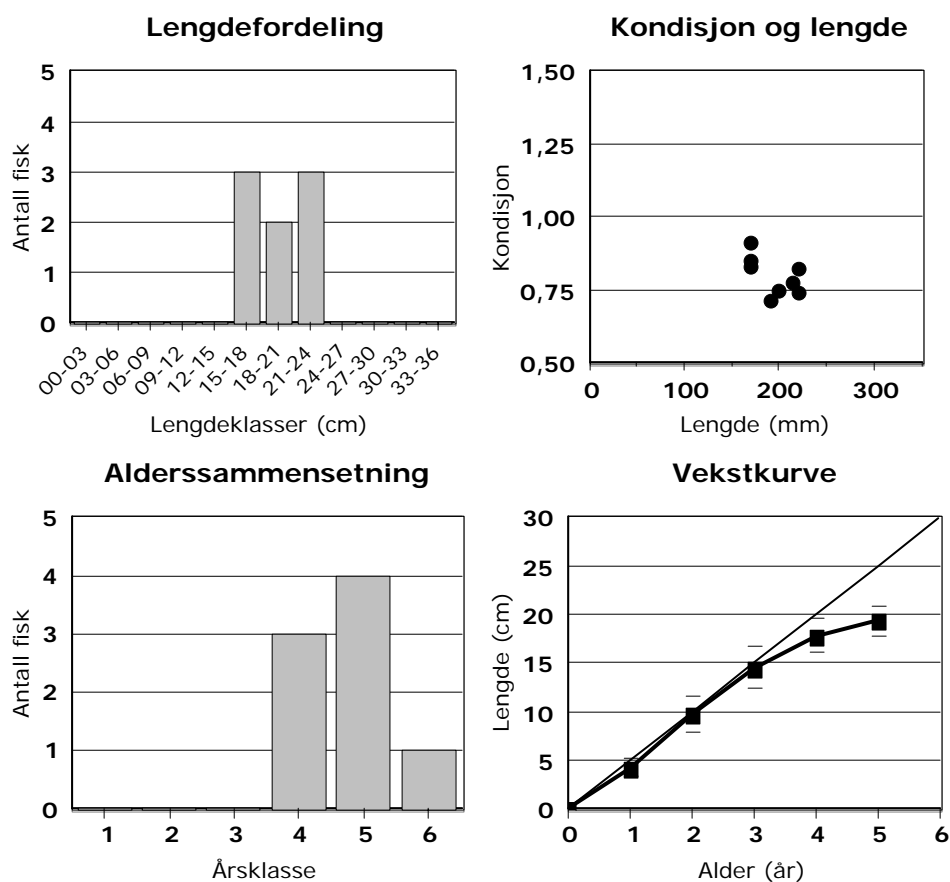 Lengdefordeling
5
4
3
2
1
0
Antall fisk
00-03 03-06 06-09 09-12 12-15 15-18 18-21 21-24 24-27 27-30 30-33 33-36
Lengdeklasser (cm)
Kondisjon og lengde
1,50
1,25
1,00
0,75
0,50
Kondisjon
0 100 200 300
Lengde (mm)
Alderssammensetning
5
4
3
2
1
0
Antall fisk
1 2 3 4 5 6
Årsklasse
Vekstkurve
30
25
20
15
10
5
0
Lengde (cm)
0 1 2 3 4 5 6
Alder (år)